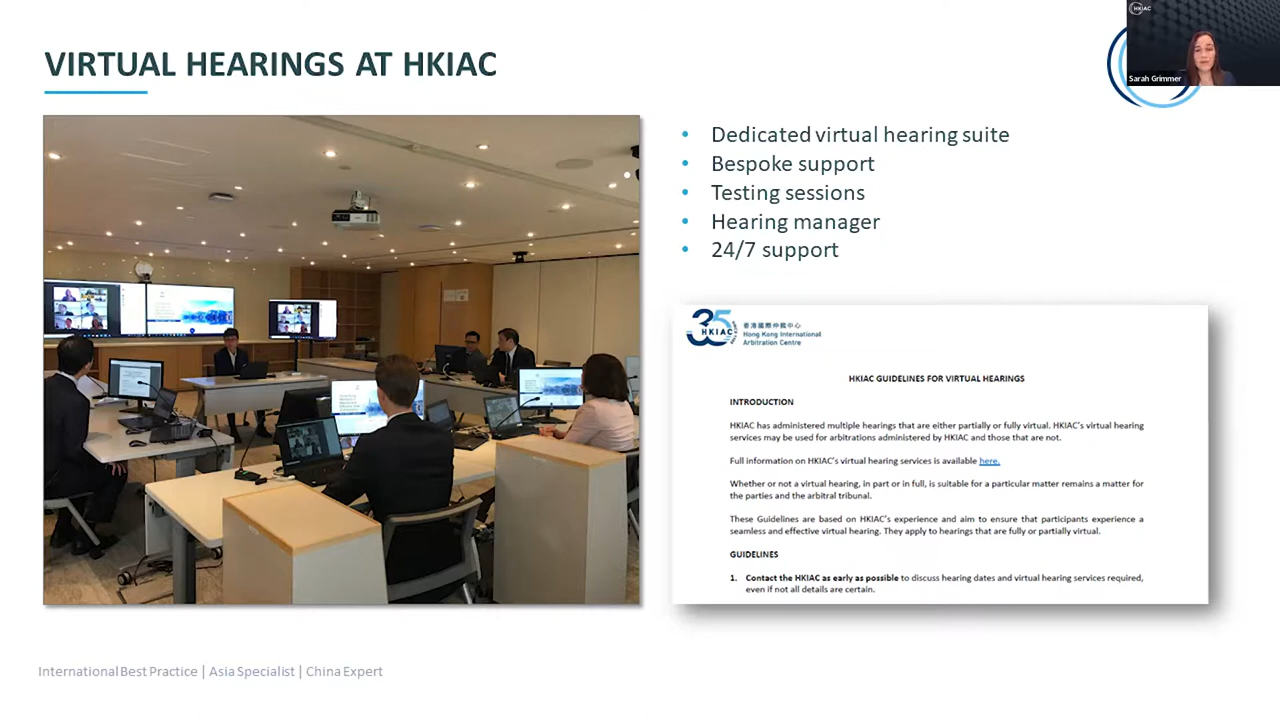 HKIAC
Sarah Grimmer
VIRTUAL HEARINGS AT HKIAC
• Dedicated virtual hearing suite
• Bespoke support
• Testing sessions
• Hearing manager
• 24/7 support
35
HKIAC
香港國際仲裁中心
Hong Kong International
Arbitration Centre
HKIAC GUIDELINES FOR VIRTUAL HEARINGS
INTRODUCTION
HKIAC has administered multiple hearings that are either partially or fully virtual. HKIAC's virtual hearing
services may be used for arbitrations administered by HKIAC and those that are not.
Full information on HKIAC's virtual hearing services is available here.
Whether or not a virtual hearing, in part or in full, is suitable for a particular matter remains a matter for
the parties and the arbitral tribunal.
These Guidelines are based on HKIAC's experience and aim to ensure that participants experience a
seamless and effective virtual hearing. They apply to hearings that are fully or partially virtual.
GUIDELINES
1. Contact the HKIAC as early as possible to discuss hearing dates and virtual hearing services required,
even if not all details are certain.
International Best Practice | Asia Specialist | China Expert